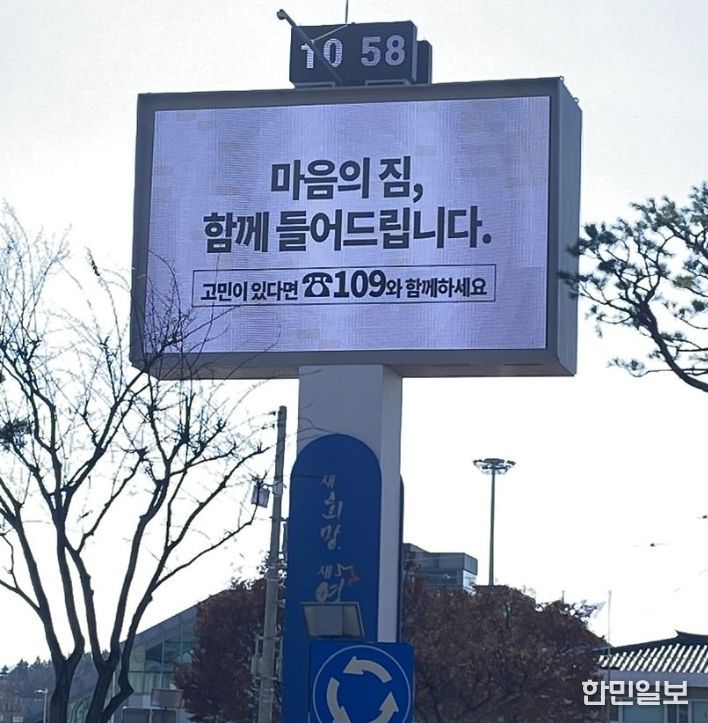 10 58
마음의 짐,
함께 들어드립니다.
고민이 있다면 ☎109와 함께하세요
새
희
망.
새
한민일보